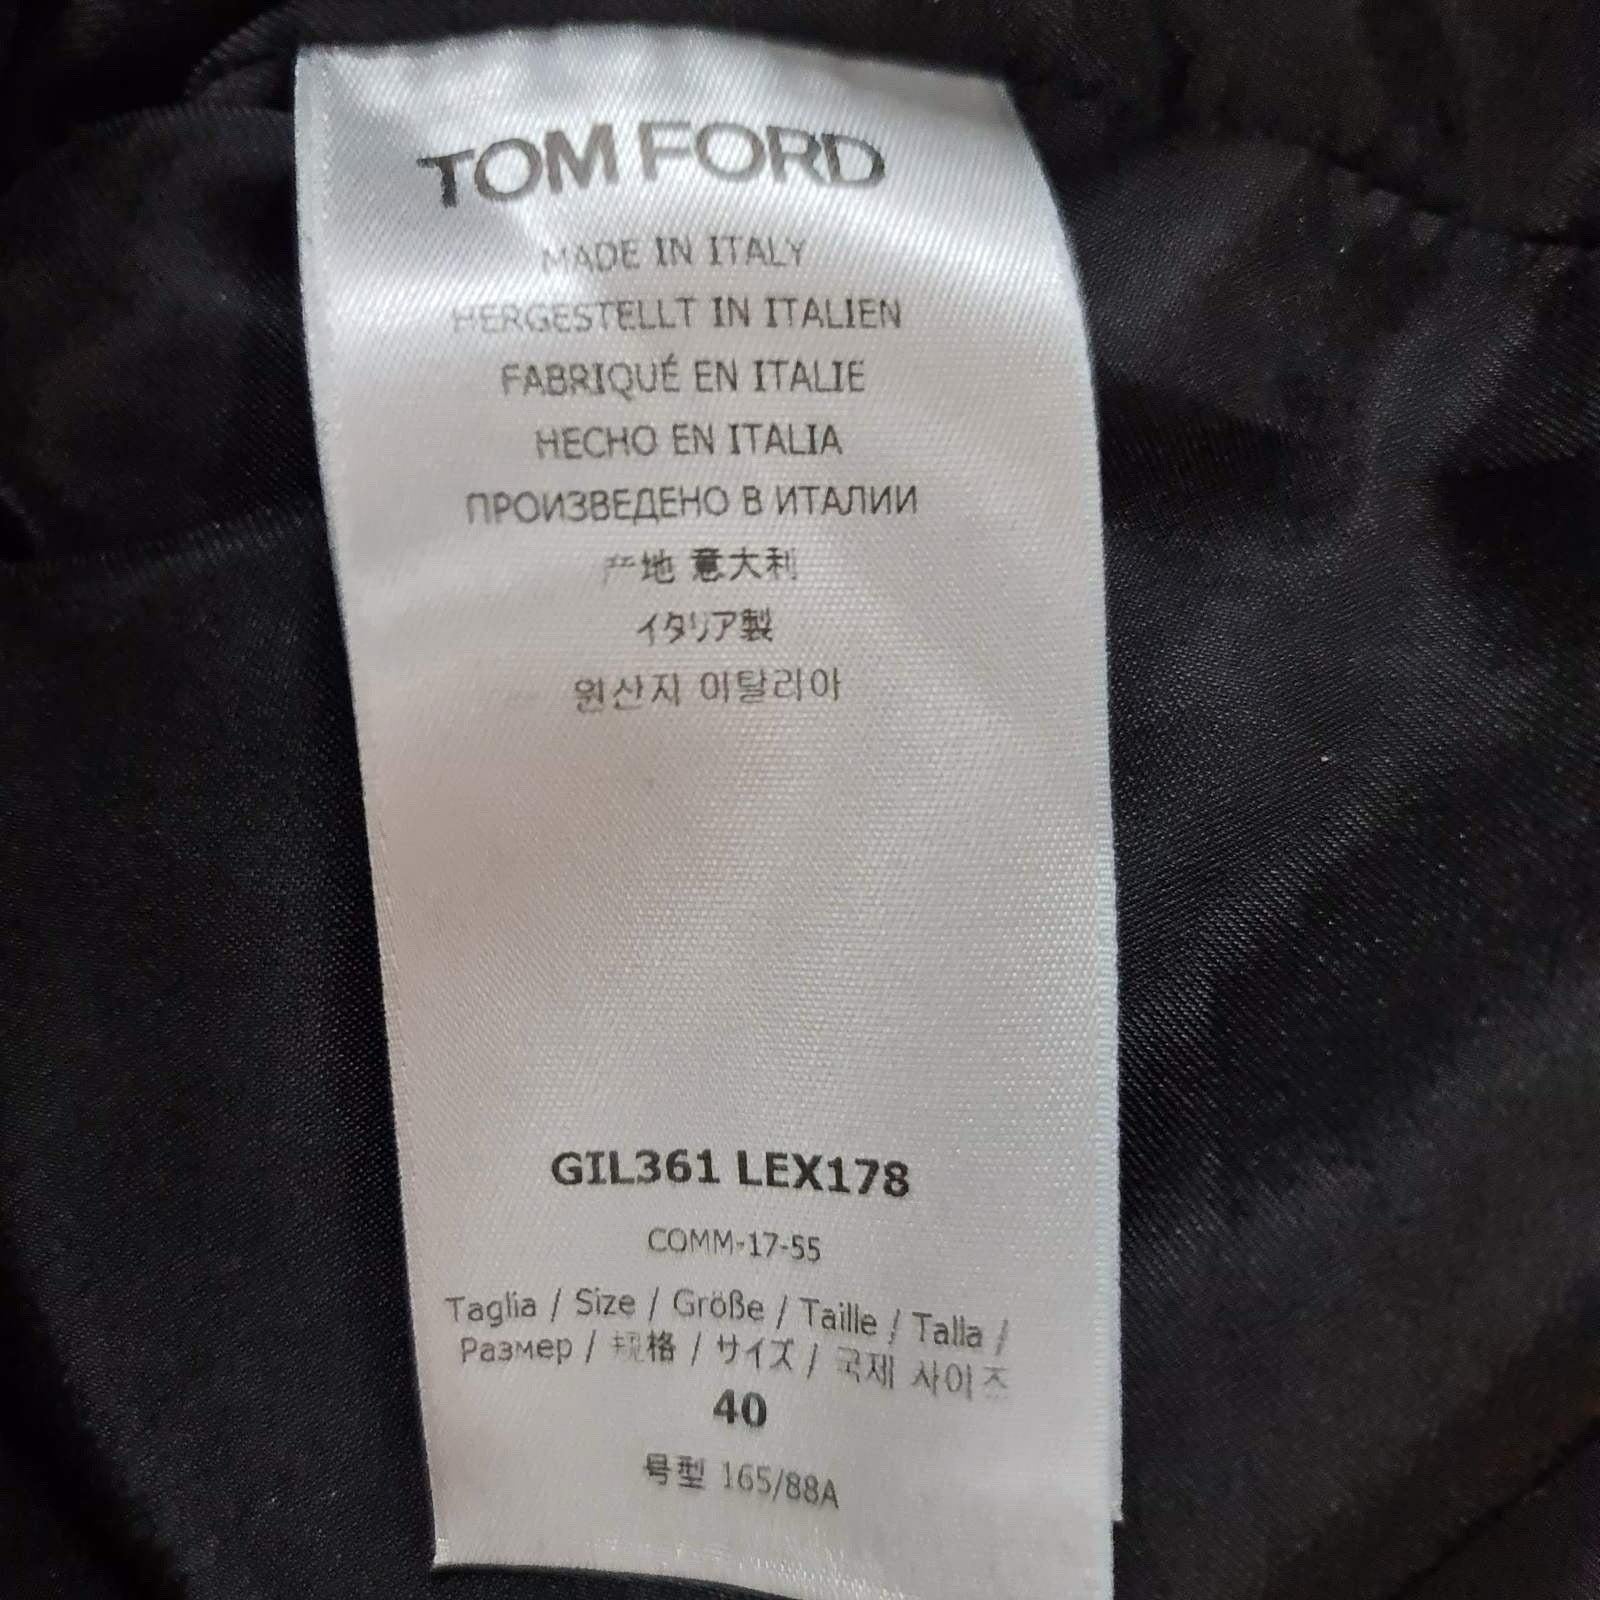 TOM FORD
MADE IN ITALY
HERGESTELLT IN ITALIEN
FABRIQUÉ EN ITALIE
HECHO EN ITALIA
ПРОИЗВЕДЕНО В ИТАЛИИ
产地 意大利
イタリア製
원산지 이탈리아
GIL361 LEX178
COMM-17-55
Taglia / Size / Größe / Taille / Talla /
Размер / 规格 / サイズ / 국제 사이즈
40
号型 165/88A